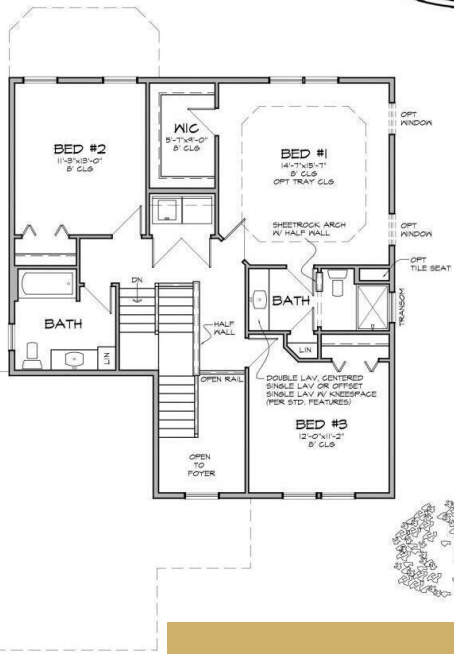 BED #2
11'-8"x13'-0"
8' CLG
WIC
5'-7"x9'-0"
8' CLG
BED #1
14'-7"x15'-7"
8' CLG
OPT TRAY CLG
OPT
WINDOW
OPT
WINDOW
SHEETROCK ARCH
W/ HALF WALL
OPT
TILE SEAT
TRANSOM
DN
BATH
BATH
HALF
WALL
LIN
LIN
OPEN RAIL
DOUBLE LAV, CENTERED
SINGLE LAV OR OFFSET
SINGLE LAV W/ KNEESPACE
(PER STD. FEATURES)
BED #3
12'-0"x11'-2"
8' CLG
OPEN
TO
FOYER